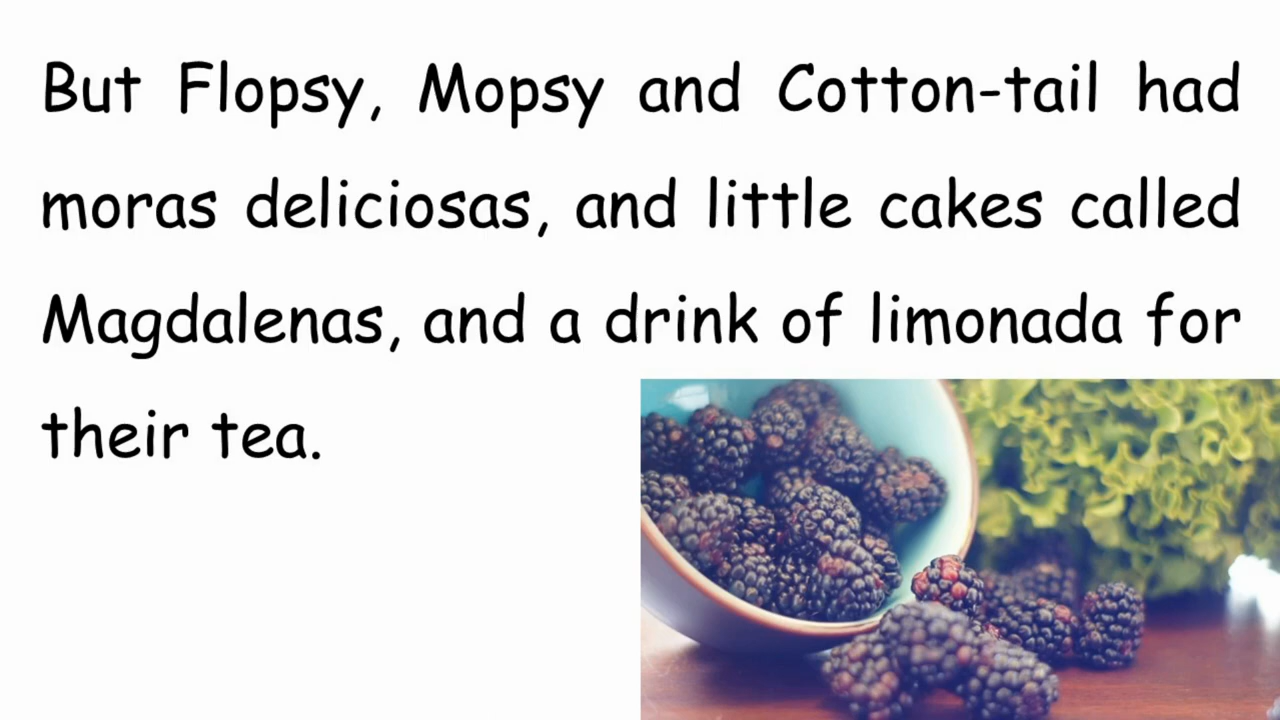 But Flopsy, Mopsy and Cotton-tail had
moras deliciosas, and little cakes called
Magdalenas, and a drink of limonada for
their tea.